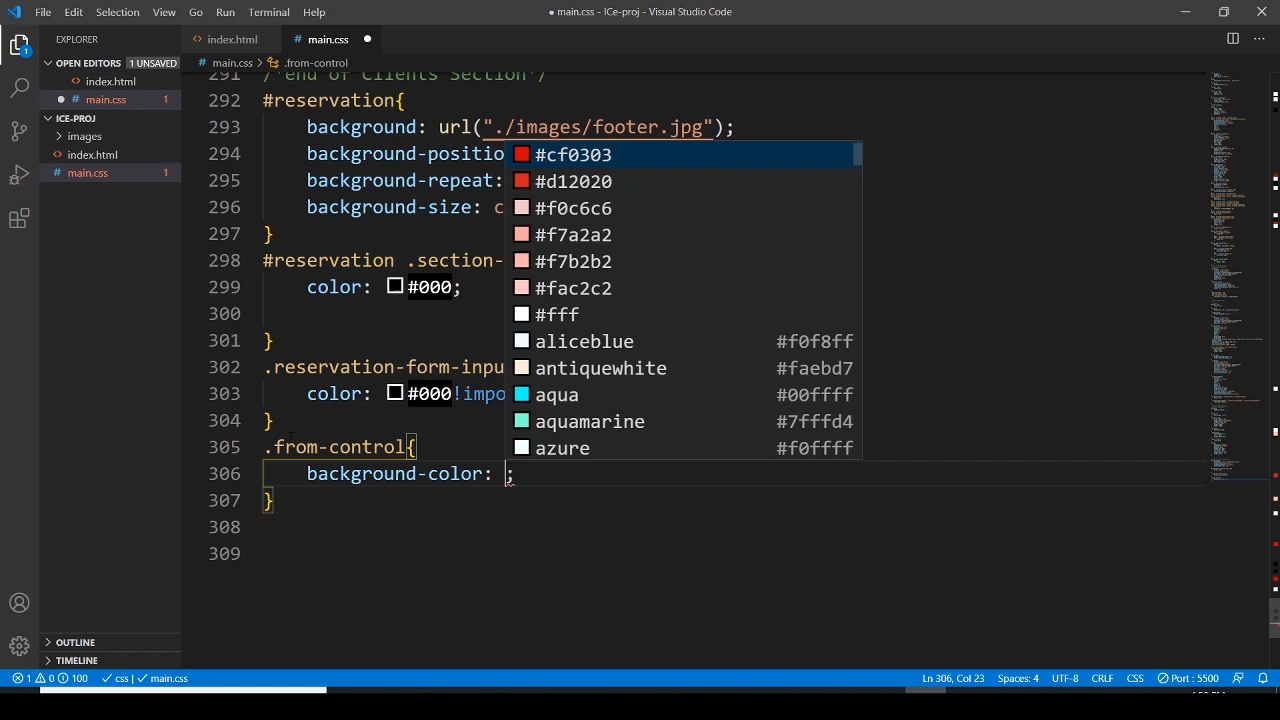 File Edit Selection View Go Run Terminal Help
● main.css - ICe-proj - Visual Studio Code
EXPLORER
index.html
main.css
OPEN EDITORS 1 UNSAVED
main.css > .from-control
index.html
main.css 1
ICE-PROJ
images
index.html
main.css 1
OUTLINE
TIMELINE
291 /*end of Clients Section*/
292 #reservation{
293 background: url("./images/footer.jpg");
294 background-positio
295 background-repeat:
296 background-size: c
297 }
298 #reservation .section-
299 color: #000;
300
301 }
302 .reservation-form-inpu
303 color: #000!impo
304 }
305 .from-control{
306 background-color: ;
307 }
308
309
#cf0303
#d12020
#f0c6c6
#f7a2a2
#f7b2b2
#fac2c2
#fff
aliceblue #f0f8ff
antiquewhite #faebd7
aqua #00ffff
aquamarine #7fffd4
azure #f0ffff
1 0 100 css | main.css
Ln 306, Col 23 Spaces: 4 UTF-8 CRLF CSS Port : 5500